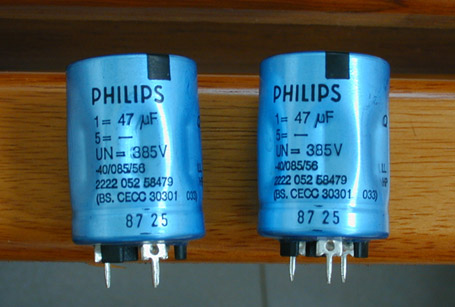 PHILIPS
1= 47 µF
5= —
UN= 385V
-40/085/56
2222 052 58479
(BS. CECC 30301 033)
87 25
PHILIPS
1= 47 µF
5= —
UN= 385V
-40/085/56
2222 052 58479
(BS. CECC 30301 033)
87 25